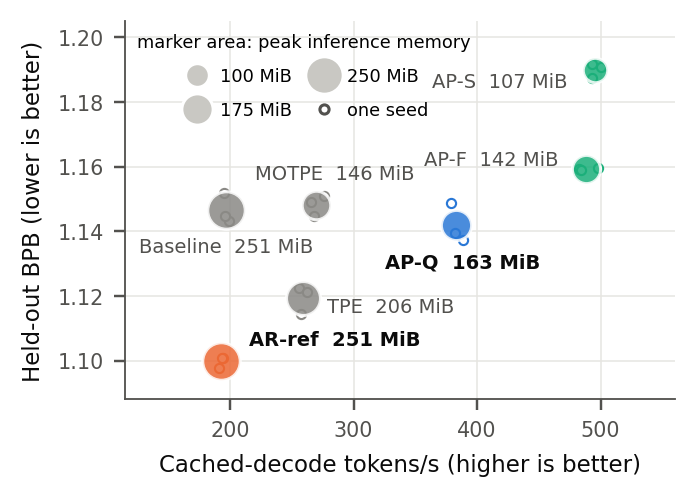 1.20
1.18
1.16
1.14
1.12
1.10
Held-out BPB (lower is better)
marker area: peak inference memory
100 MiB
250 MiB
175 MiB
one seed
AP-S 107 MiB
AP-F 142 MiB
MOTPE 146 MiB
Baseline 251 MiB
AP-Q 163 MiB
TPE 206 MiB
AR-ref 251 MiB
200
300
400
500
Cached-decode tokens/s (higher is better)